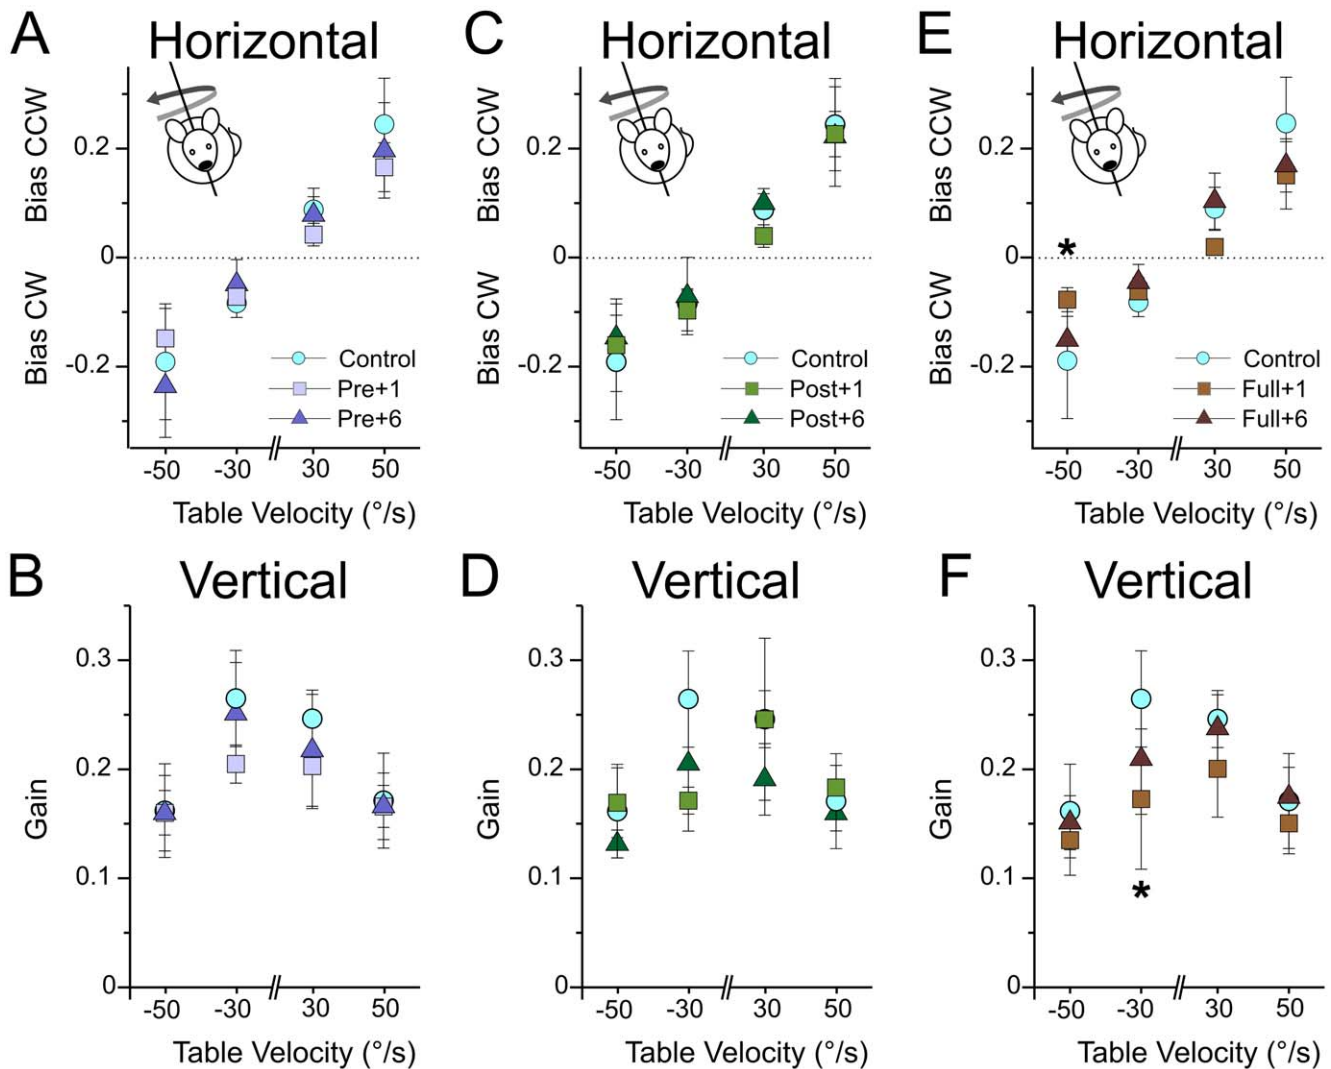 A
Horizontal
Bias CCW
Bias CW
0.2
0
-0.2
Control
Pre+1
Pre+6
-50
-30
30
50
Table Velocity (°/s)
C
Horizontal
Bias CCW
Bias CW
0.2
0
-0.2
Control
Post+1
Post+6
-50
-30
30
50
Table Velocity (°/s)
E
Horizontal
Bias CCW
Bias CW
0.2
0
-0.2
*
Control
Full+1
Full+6
-50
-30
30
50
Table Velocity (°/s)
B
Vertical
Gain
0.3
0.2
0.1
0
-50
-30
30
50
Table Velocity (°/s)
D
Vertical
Gain
0.3
0.2
0.1
0
-50
-30
30
50
Table Velocity (°/s)
F
Vertical
Gain
0.3
0.2
0.1
0
*
-50
-30
30
50
Table Velocity (°/s)